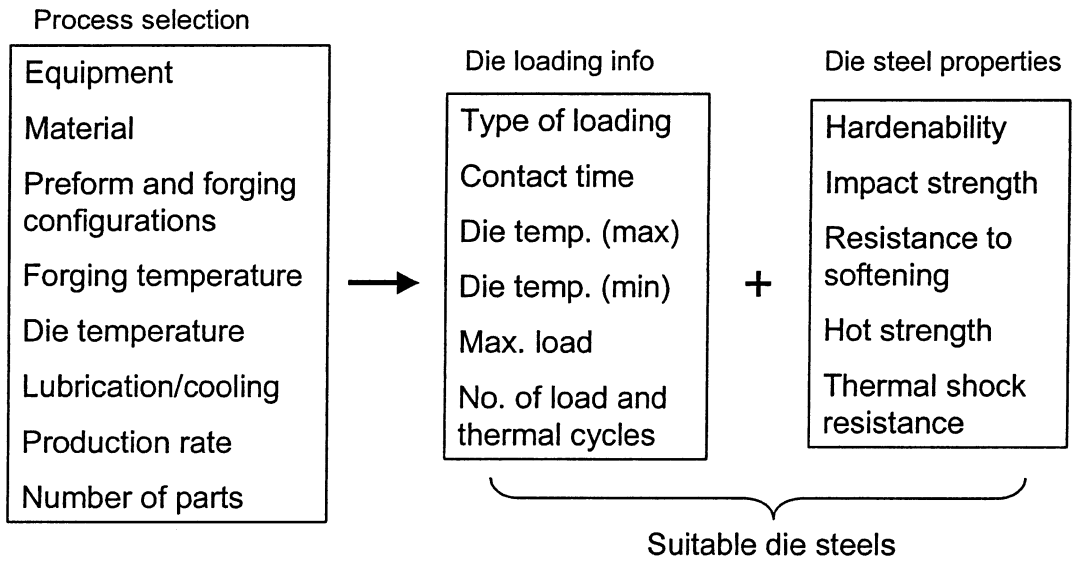 Process selection
Equipment
Material
Preform and forging
configurations
Forging temperature
Die temperature
Lubrication/cooling
Production rate
Number of parts
Die loading info
Type of loading
Contact time
Die temp. (max)
Die temp. (min)
Max. load
No. of load and
thermal cycles
+
Die steel properties
Hardenability
Impact strength
Resistance to
softening
Hot strength
Thermal shock
resistance
Suitable die steels